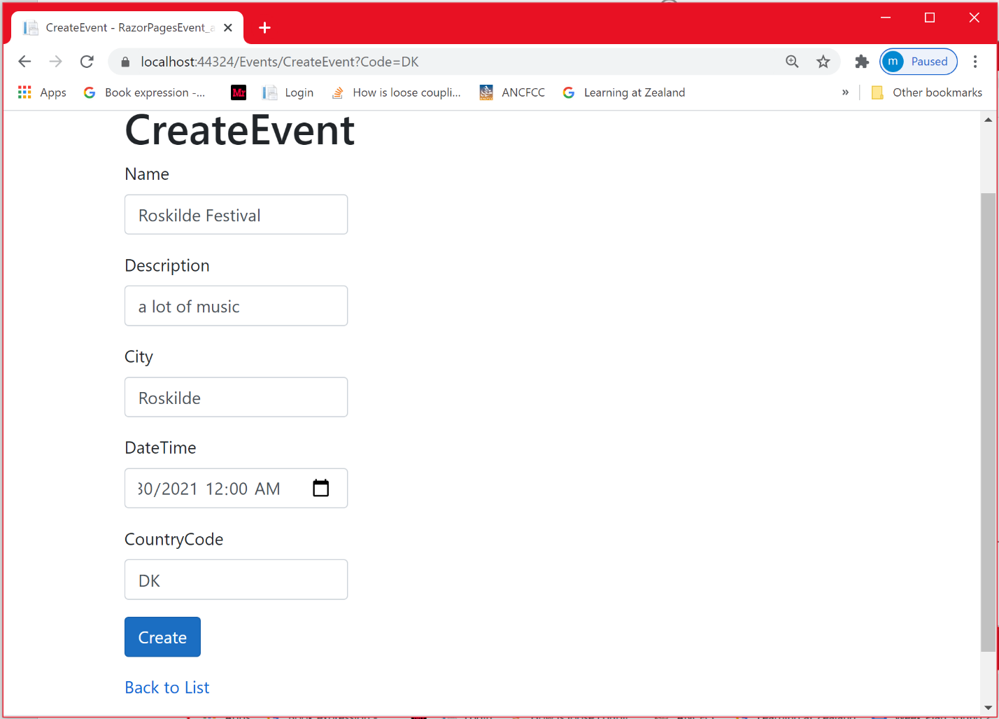 CreateEvent - RazorPagesEvent_a
localhost:44324/Events/CreateEvent?Code=DK
m Paused
Apps Book expression -... Mr Login How is loose coupli... ANCFCC Learning at Zealand » Other bookmarks
CreateEvent
Name
Roskilde Festival
Description
a lot of music
City
Roskilde
DateTime
30/2021 12:00 AM
CountryCode
DK
Create
Back to List